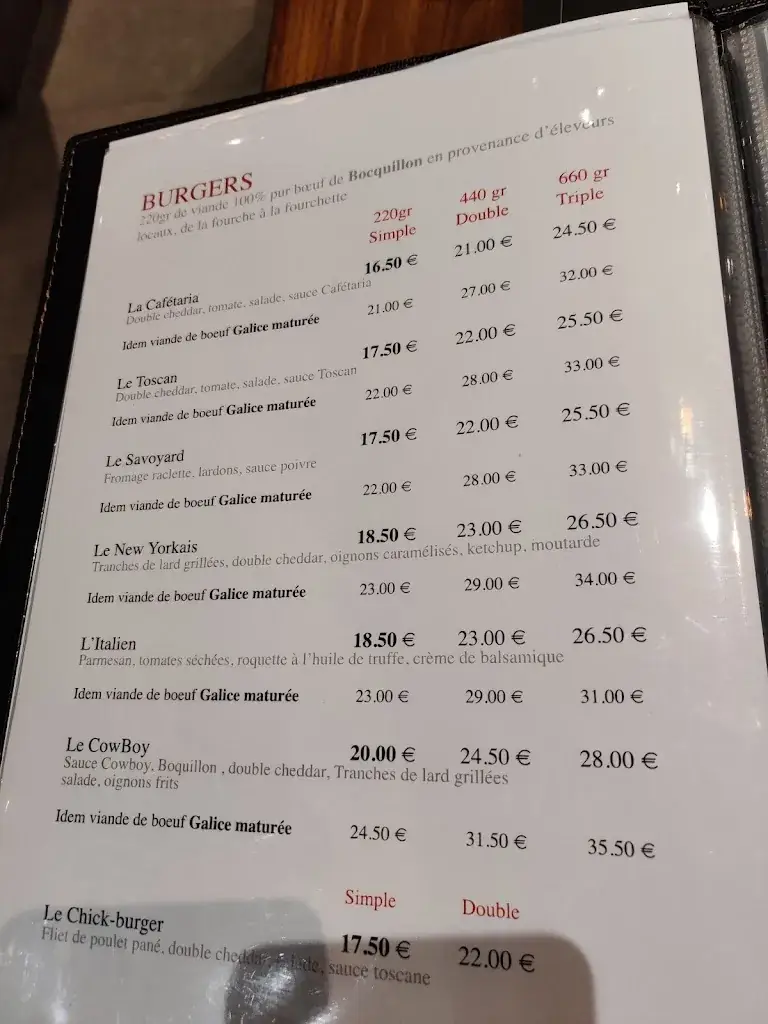 BURGERS
220gr de viande 100% pur bœuf de Bocquillon en provenance d'éleveurs
locaux, de la fourche à la fourchette
220gr 440 gr 660 gr
Simple Double Triple
La Cafétaria 16.50 € 21.00 € 24.50 €
Double cheddar, tomate, salade, sauce Cafétaria
Idem viande de boeuf Galice maturée 21.00 € 27.00 € 32.00 €
Le Toscan 17.50 € 22.00 € 25.50 €
Double cheddar, tomate, salade, sauce Toscan
Idem viande de boeuf Galice maturée 22.00 € 28.00 € 33.00 €
Le Savoyard 17.50 € 22.00 € 25.50 €
Fromage raclette, lardons, sauce poivre
Idem viande de boeuf Galice maturée 22.00 € 28.00 € 33.00 €
Le New Yorkais 18.50 € 23.00 € 26.50 €
Tranches de lard grillées, double cheddar, oignons caramélisés, ketchup, moutarde
Idem viande de boeuf Galice maturée 23.00 € 29.00 € 34.00 €
L'Italien 18.50 € 23.00 € 26.50 €
Parmesan, tomates séchées, roquette à l'huile de truffe, crème de balsamique
Idem viande de boeuf Galice maturée 23.00 € 29.00 € 31.00 €
Le CowBoy 20.00 € 24.50 € 28.00 €
Sauce Cowboy, Boquillon , double cheddar, Tranches de lard grillées
salade, oignons frits
Idem viande de boeuf Galice maturée 24.50 € 31.50 € 35.50 €
Simple Double
Le Chick-burger 17.50 € 22.00 €
Fliet de poulet pané, double cheddar, salade, sauce toscane